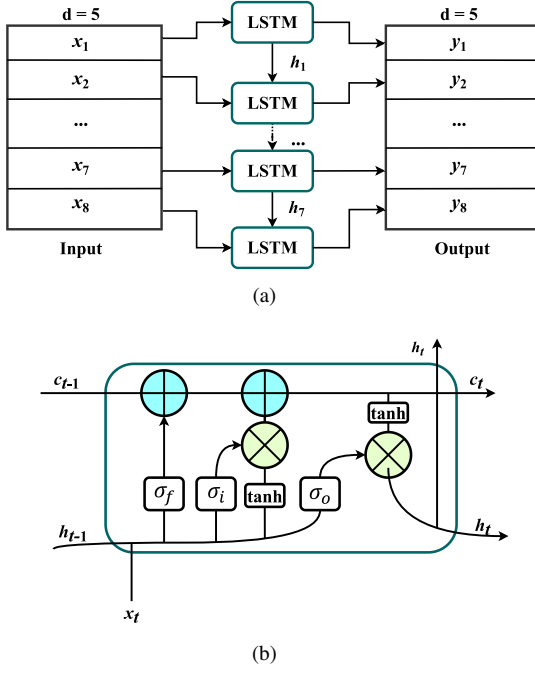 d = 5 d = 5
x1 LSTM y1
h1
x2 LSTM y2
... ... ...
x7 LSTM y7
h7
x8 LSTM y8
Input Output
(a)
ht
ct-1 ct
tanh
σf σi tanh σo
ht-1 ht
xt
(b)